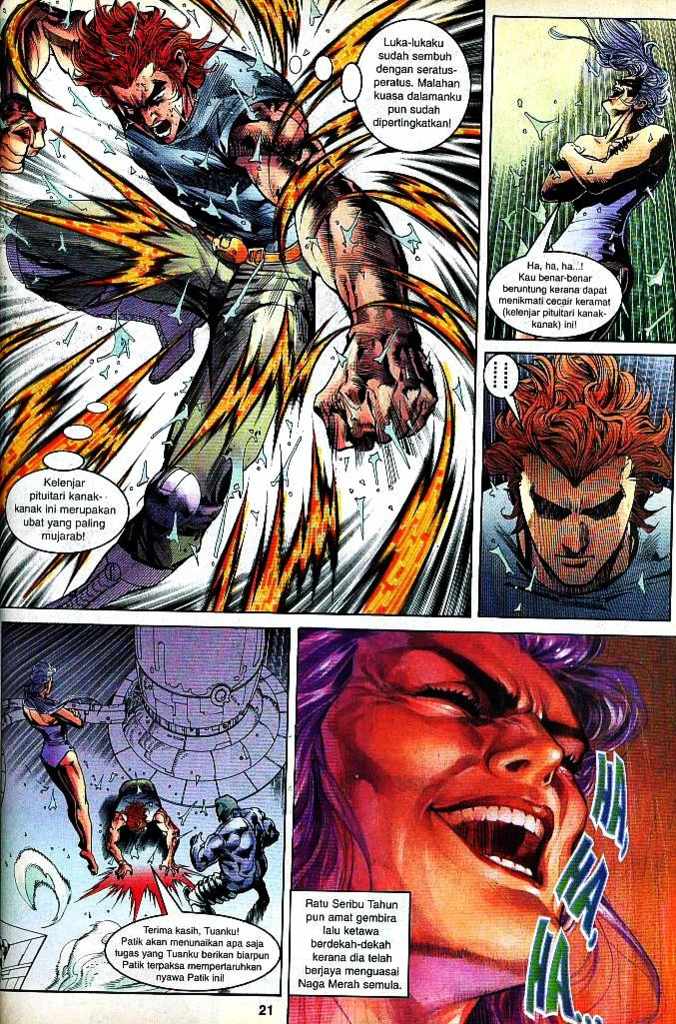 Luka-lukaku
sudah sembuh
dengan seratus-
peratus. Malahan
kuasa dalamanku
pun sudah
dipertingkatkan!
Kelenjar
pituitari kanak-
kanak ini merupakan
ubat yang paling
mujarab!
Ha, ha, ha...!
Kau benar-benar
beruntung kerana dapat
menikmati cecair keramat
(kelenjar pituitari kanak-
kanak) ini!
Terima kasih, Tuanku!
Patik akan menunaikan apa saja
tugas yang Tuanku berikan biarpun
Patik terpaksa mempertaruhkan
nyawa Patik ini!
Ratu Seribu Tahun
pun amat gembira
lalu ketawa
berdekah-dekah
kerana dia telah
berjaya menguasai
Naga Merah semula.
HA,
HA,
HA...
21